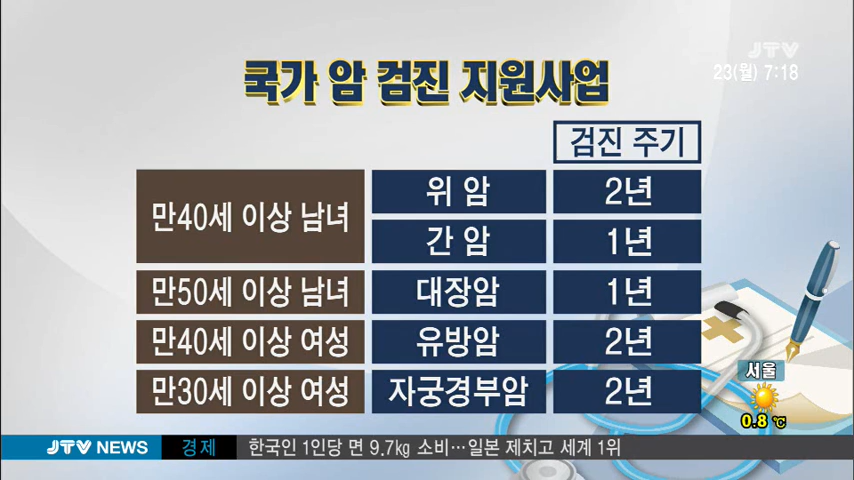 JTV
23(월) 7:18
국가 암 검진 지원사업
검진 주기
만40세 이상 남녀
위 암
2년
간 암
1년
만50세 이상 남녀
대장암
1년
만40세 이상 여성
유방암
2년
만30세 이상 여성
자궁경부암
2년
서울
0.8 ℃
JTV NEWS
경제
한국인 1인당 면 9.7kg 소비…일본 제치고 세계 1위